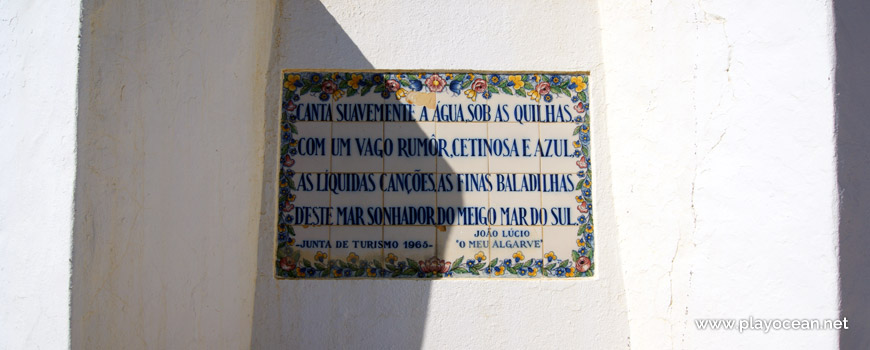 CANTA SUAVEMENTE A ÁGUA, SOB AS QUILHAS,
COM UM VAGO RUMÔR, CETINOSA E AZUL,
AS LÍQUIDAS CANÇÕES, AS FINAS BALADILHAS
D'ESTE MAR SONHADOR, DO MEIGO MAR DO SUL.
JOÃO LÚCIO
-JUNTA DE TURISMO 1965- "O MEU ALGARVE"
www.playocean.net